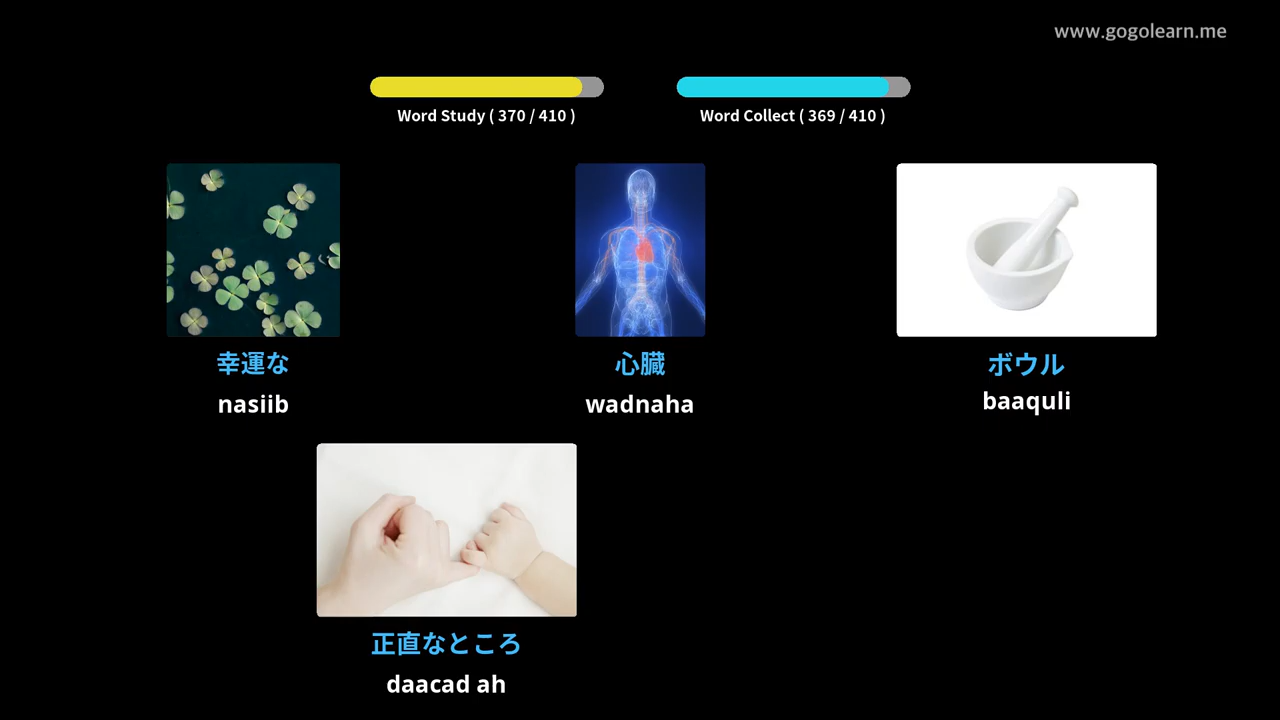 www.gogolearn.me
Word Study ( 370 / 410 )
Word Collect ( 369 / 410 )
幸運な
nasiib
心臓
wadnaha
ボウル
baaquli
正直なところ
daacad ah